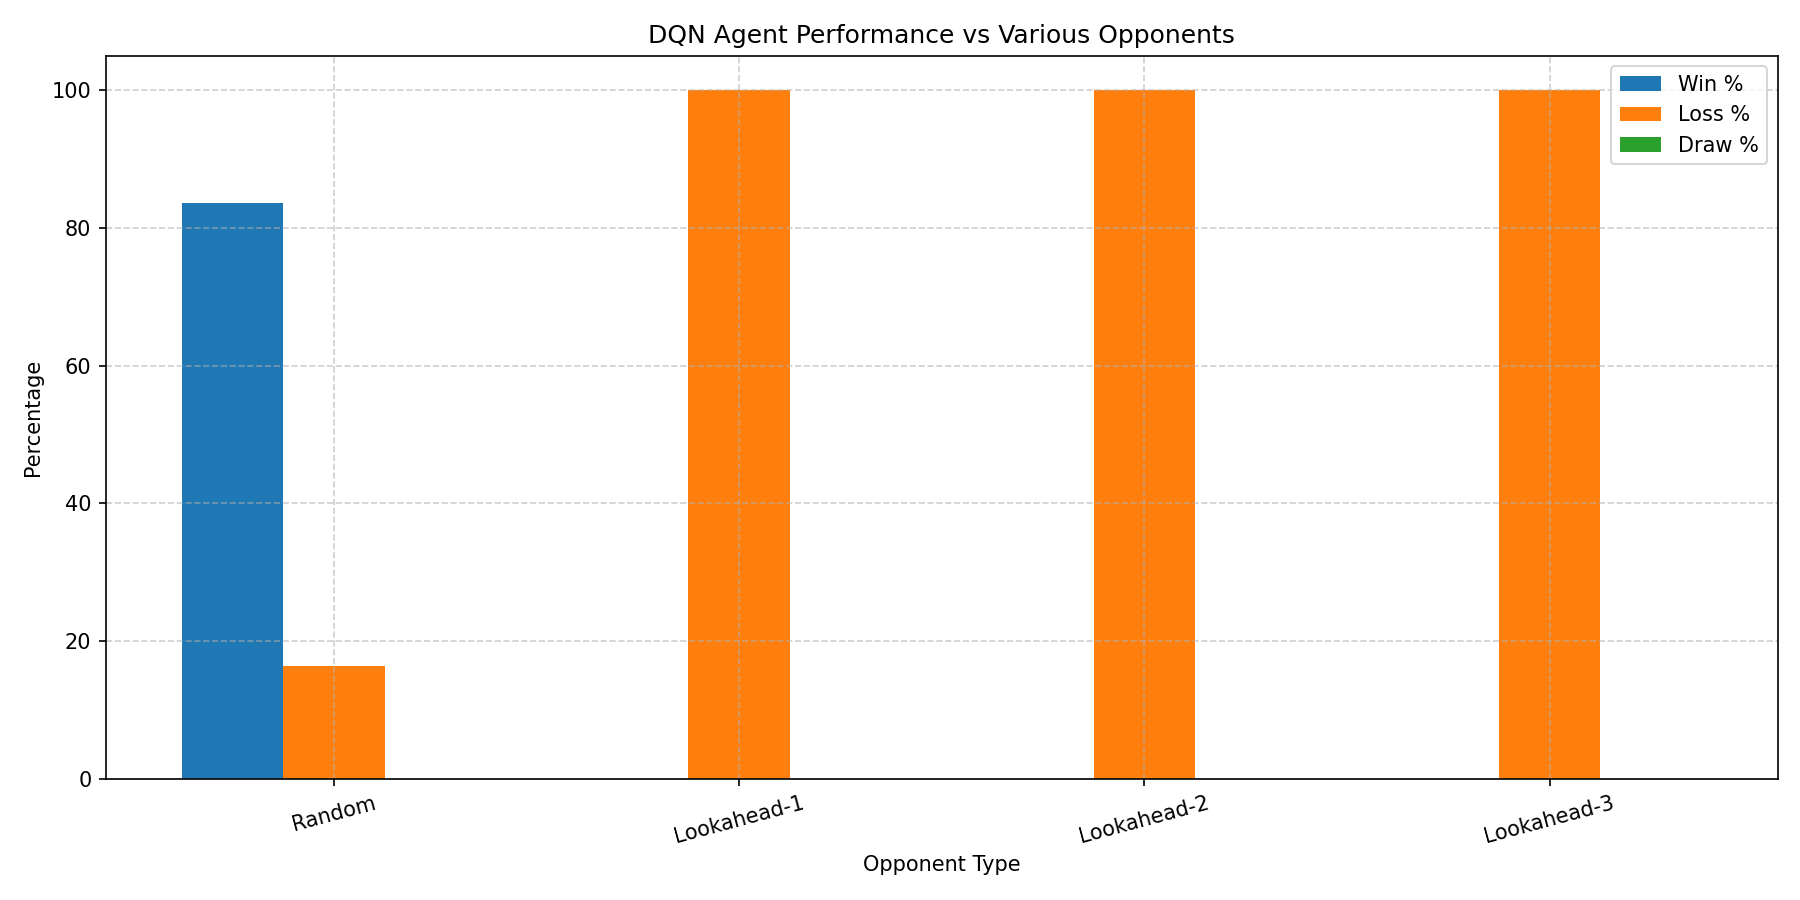 DQN Agent Performance vs Various Opponents
Win %
Loss %
Draw %
100
80
60
40
20
0
Percentage
Random
Lookahead-1
Lookahead-2
Lookahead-3
Opponent Type